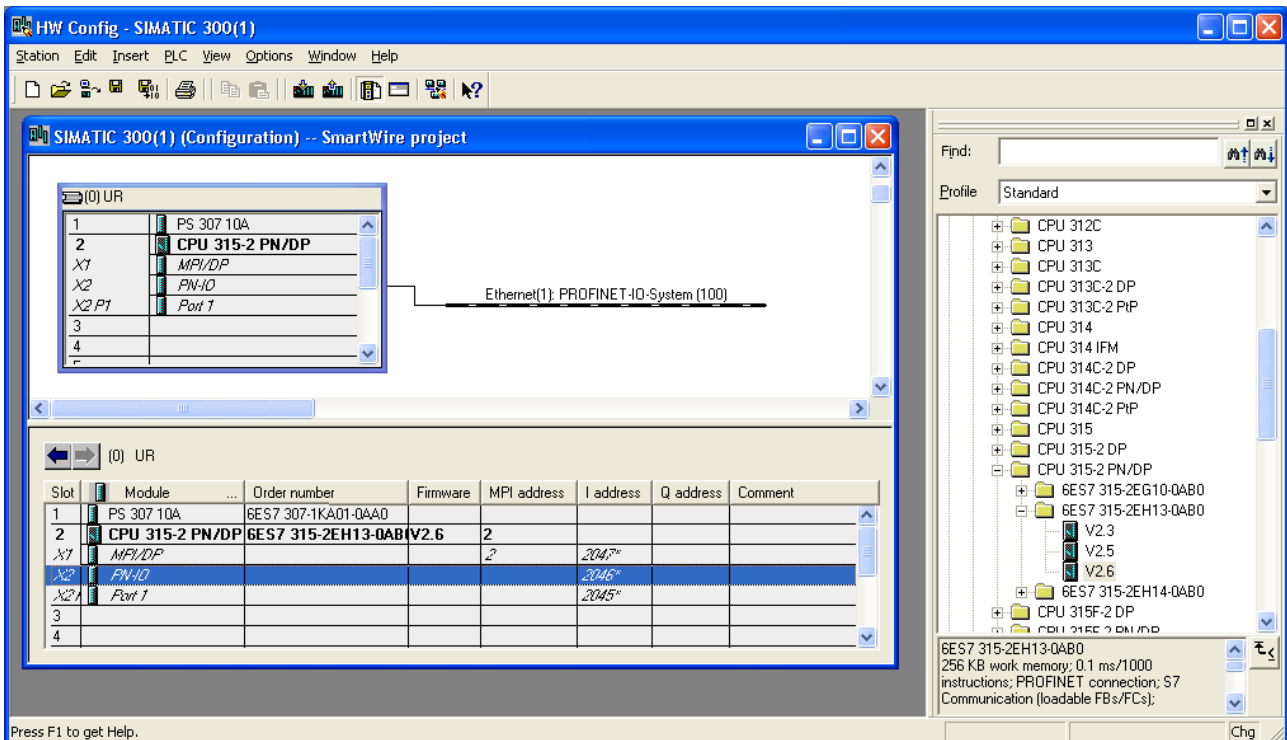 HW Config - SIMATIC 300(1)
Station Edit Insert PLC View Options Window Help
SIMATIC 300(1) (Configuration) -- SmartWire project
(0) UR
1 PS 307 10A
2 CPU 315-2 PN/DP
X1 MPI/DP
X2 PN-IO
X2 P1 Port 1
3
4
Ethernet(1): PROFINET-IO-System (100)
(0) UR
Slot Module ... Order number Firmware MPI address I address Q address Comment
1 PS 307 10A 6ES7 307-1KA01-0AA0
2 CPU 315-2 PN/DP 6ES7 315-2EH13-0AB0 V2.6 2
X1 MPI/DP 2 2047*
X2 PN-IO 2046*
X2 Port 1 2045*
3
4
Find:
Profile Standard
CPU 312C
CPU 313
CPU 313C
CPU 313C-2 DP
CPU 313C-2 PtP
CPU 314
CPU 314 IFM
CPU 314C-2 DP
CPU 314C-2 PN/DP
CPU 314C-2 PtP
CPU 315
CPU 315-2 DP
CPU 315-2 PN/DP
6ES7 315-2EG10-0AB0
6ES7 315-2EH13-0AB0
V2.3
V2.5
V2.6
6ES7 315-2EH14-0AB0
CPU 315F-2 DP
CPU 315F-2 PN/DP
6ES7 315-2EH13-0AB0
256 KB work memory; 0.1 ms/1000
instructions; PROFINET connection; S7
Communication (loadable FBs/FCs);
Press F1 to get Help.
Chg